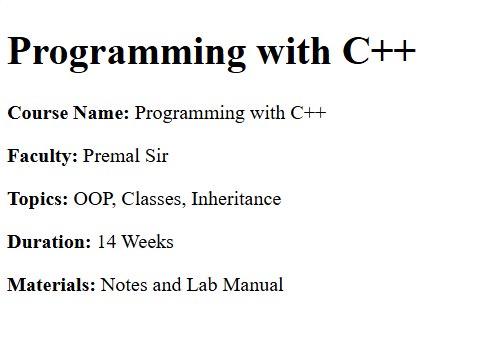 Programming with C++
Course Name: Programming with C++
Faculty: Premal Sir
Topics: OOP, Classes, Inheritance
Duration: 14 Weeks
Materials: Notes and Lab Manual